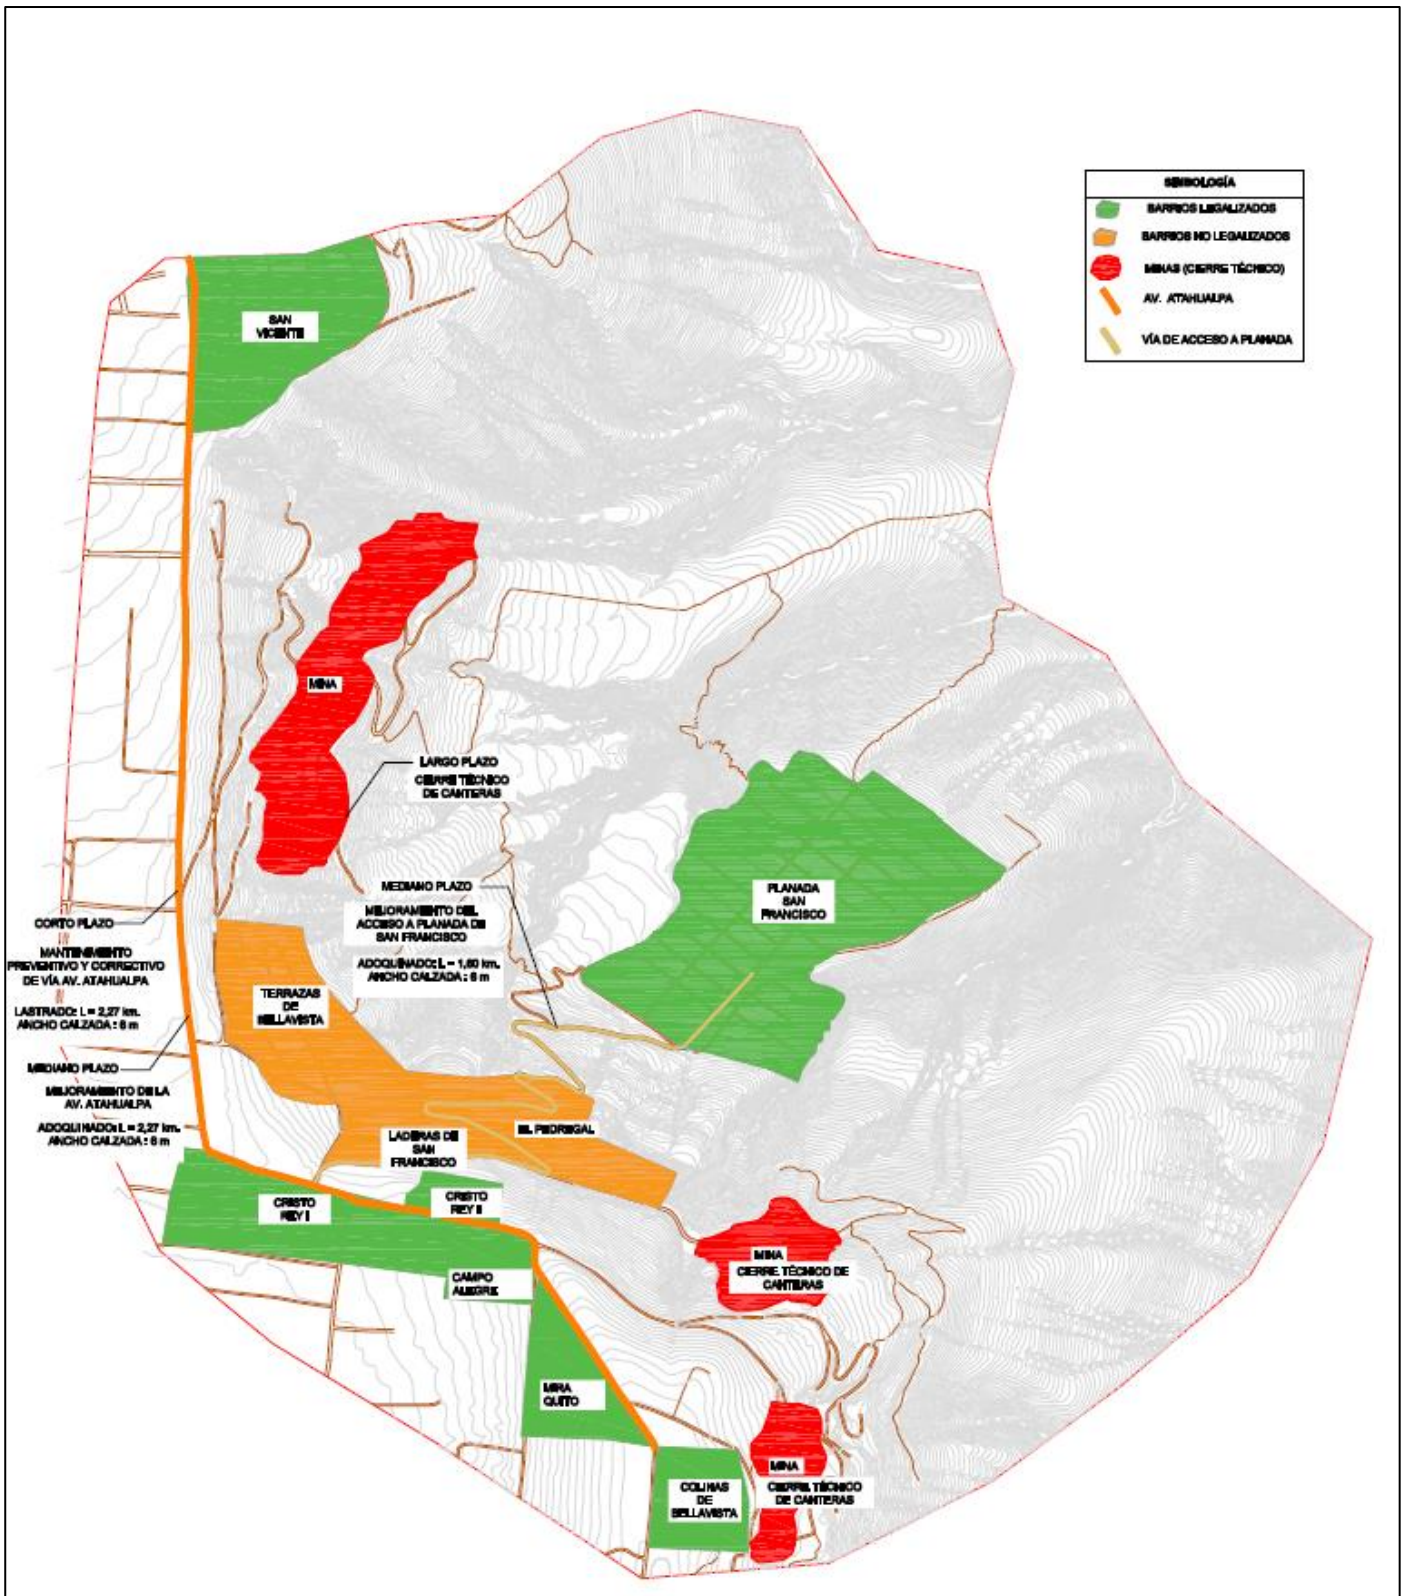 SIMBOLOGÍA
BARRIOS LEGALIZADOS
BARRIOS NO LEGALIZADOS
MINAS (CIERRE TÉCNICO)
AV. ATAHUALPA
VÍA DE ACCESO A PLANADA
SAN
VICENTE
MINA
LARGO PLAZO
CIERRE TÉCNICO
DE CANTERAS
MEDIANO PLAZO
MEJORAMIENTO DEL
ACCESO A PLANADA DE
SAN FRANCISCO
ADOQUINADO: L = 1,60 km.
ANCHO CALZADA : 6 m
PLANADA
SAN
FRANCISCO
CORTO PLAZO
MANTENIMIENTO
PREVENTIVO Y CORRECTIVO
DE VÍA AV. ATAHUALPA
LASTRADO: L = 2,27 km.
ANCHO CALZADA : 6 m
MEDIANO PLAZO
MEJORAMIENTO DE LA
AV. ATAHUALPA
ADOQUINADO: L = 2,27 km.
ANCHO CALZADA : 6 m
TERRAZAS
DE
BELLAVISTA
LADERAS DE
SAN
FRANCISCO
EL PEDREGAL
CRISTO
REY I
CRISTO
REY II
CAMPO
ALEGRE
MINA
CIERRE TÉCNICO DE
CANTERAS
MIRA
QUITO
COLINAS
DE
BELLAVISTA
MINA
CIERRE TÉCNICO
DE CANTERAS